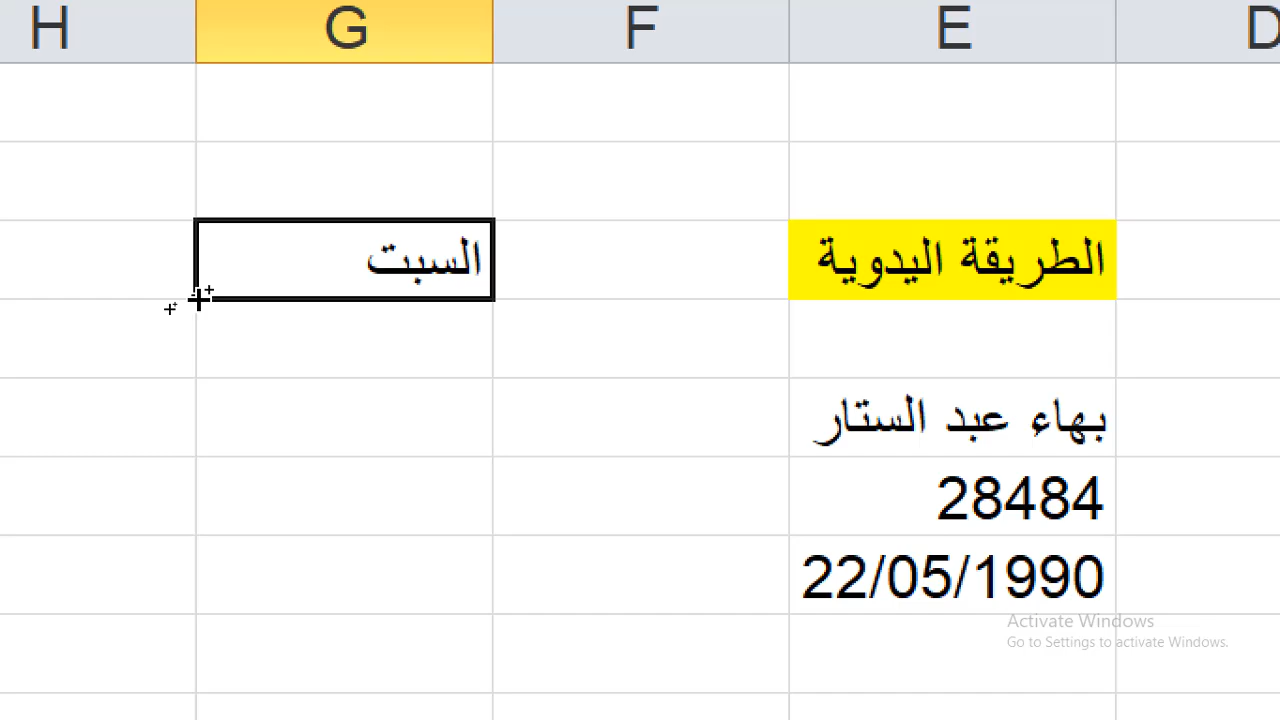 D E F G H
الطريقة اليدوية السبت
بهاء عبد الستار
28484
22/05/1990
Activate Windows
Go to Settings to activate Windows.